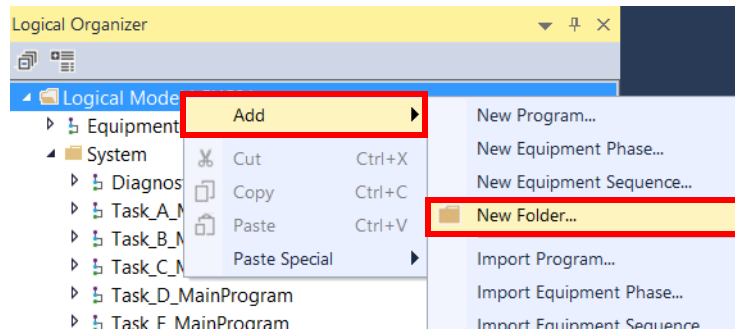 Logical Organizer
Logical Mode
Equipment
System
Diagnos
Task_A_M
Task_B_M
Task_C_M
Task_D_MainProgram
Task_E_MainProgram
Add
Cut Ctrl+X
Copy Ctrl+C
Paste Ctrl+V
Paste Special
New Program...
New Equipment Phase...
New Equipment Sequence...
New Folder...
Import Program...
Import Equipment Phase...
Import Equipment Sequence